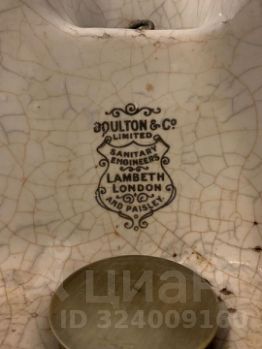 DOULTON & Co
LIMITED
SANITARY
ENGINEERS
LAMBETH
LONDON
AND PAISLEY.
циан
ID 324009160